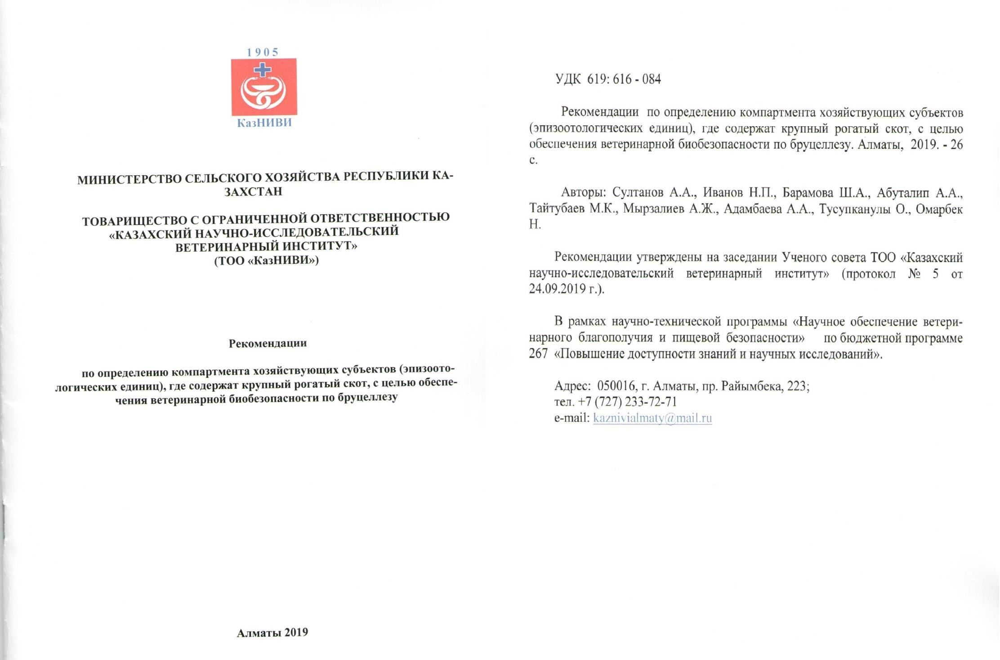 1905
КазНИВИ
МИНИСТЕРСТВО СЕЛЬСКОГО ХОЗЯЙСТВА РЕСПУБЛИКИ КА-
ЗАХСТАН
ТОВАРИЩЕСТВО С ОГРАНИЧЕННОЙ ОТВЕТСТВЕННОСТЬЮ
«КАЗАХСКИЙ НАУЧНО-ИССЛЕДОВАТЕЛЬСКИЙ
ВЕТЕРИНАРНЫЙ ИНСТИТУТ»
(ТОО «КазНИВИ»)
Рекомендации
по определению компартмента хозяйствующих субъектов (эпизоото-
логических единиц), где содержат крупный рогатый скот, с целью обеспе-
чения ветеринарной биобезопасности по бруцеллезу
Алматы 2019
УДК 619: 616 - 084
Рекомендации по определению компартмента хозяйствующих субъектов
(эпизоотологических единиц), где содержат крупный рогатый скот, с целью
обеспечения ветеринарной биобезопасности по бруцеллезу. Алматы, 2019. - 26
с.
Авторы: Султанов А.А., Иванов Н.П., Барамова Ш.А., Абуталип А.А.,
Тайтубаев М.К., Мырзалиев А.Ж., Адамбаева А.А., Тусупканулы О., Омарбек
Н.
Рекомендации утверждены на заседании Ученого совета ТОО «Казахский
научно-исследовательский ветеринарный институт» (протокол № 5 от
24.09.2019 г.).
В рамках научно-технической программы «Научное обеспечение ветери-
нарного благополучия и пищевой безопасности» по бюджетной программе
267 «Повышение доступности знаний и научных исследований».
Адрес: 050016, г. Алматы, пр. Райымбека, 223;
тел. +7 (727) 233-72-71
e-mail: kaznivialmaty@mail.ru